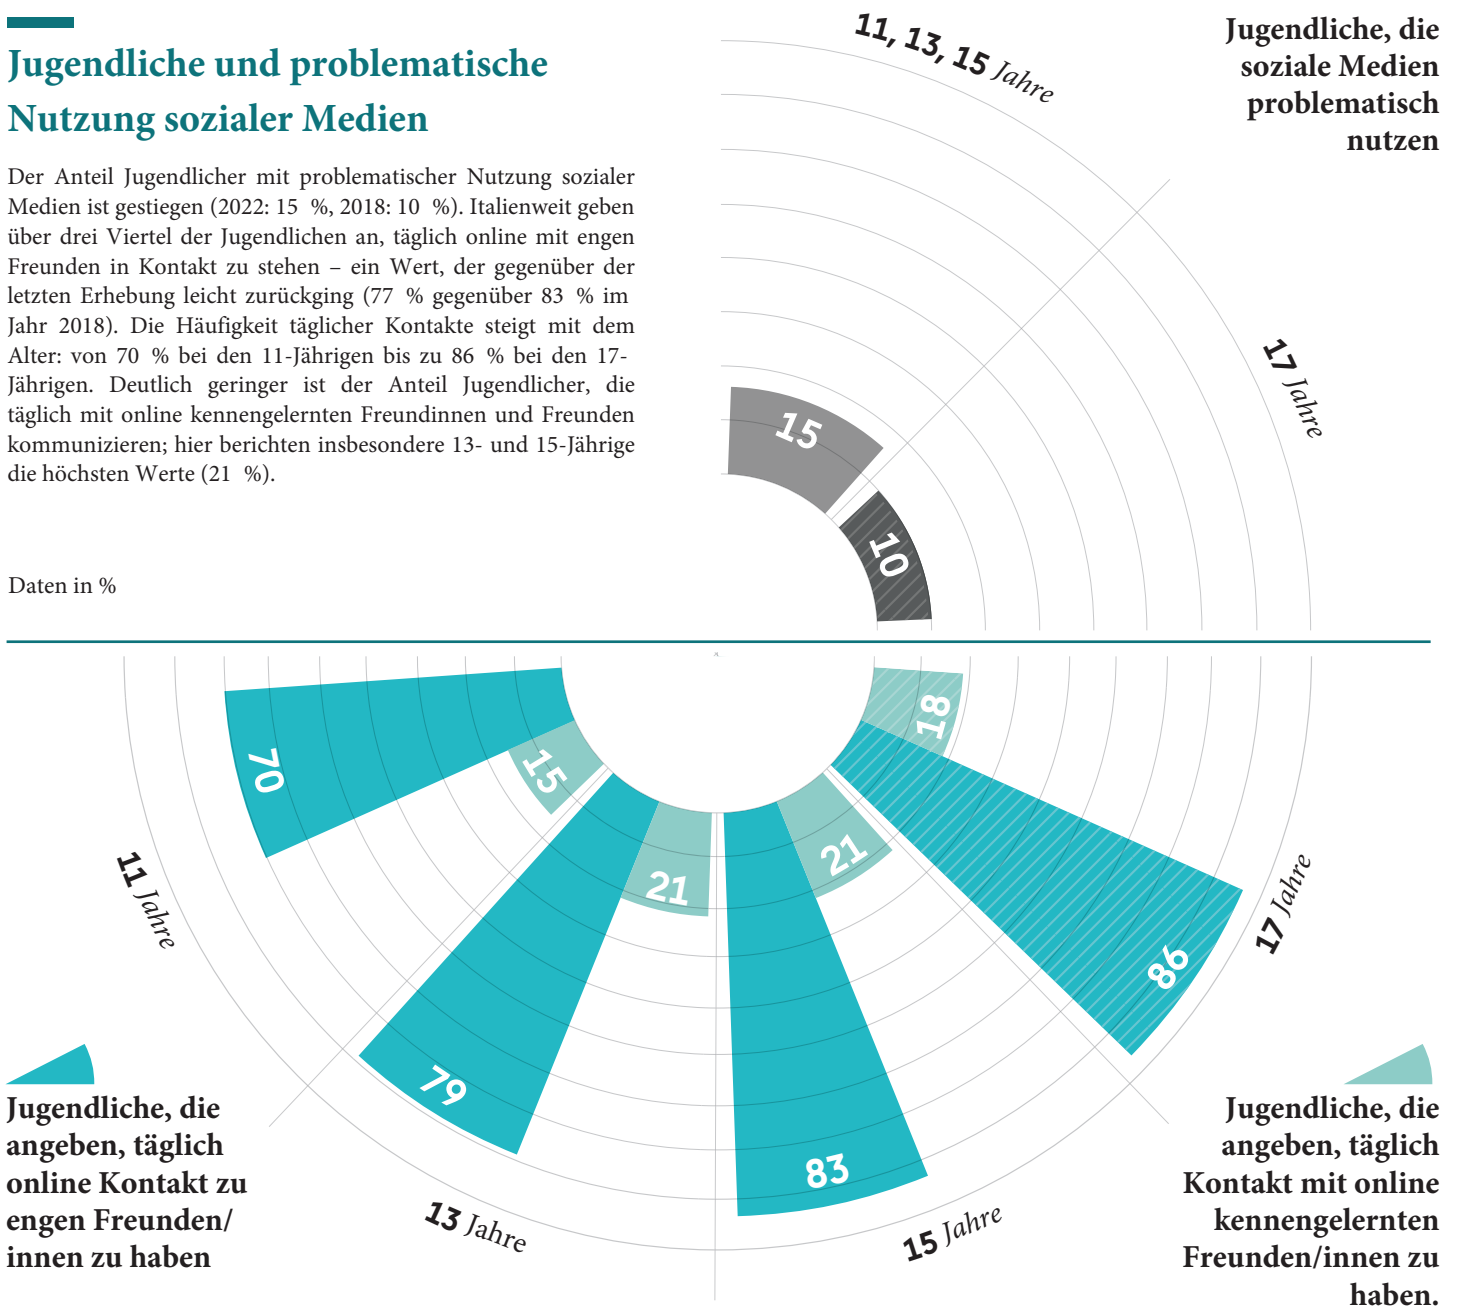 Jugendliche und problematische
Nutzung sozialer Medien
Der Anteil Jugendlicher mit problematischer Nutzung sozialer
Medien ist gestiegen (2022: 15 %, 2018: 10 %). Italienweit geben
über drei Viertel der Jugendlichen an, täglich online mit engen
Freunden in Kontakt zu stehen – ein Wert, der gegenüber der
letzten Erhebung leicht zurückging (77 % gegenüber 83 % im
Jahr 2018). Die Häufigkeit täglicher Kontakte steigt mit dem
Alter: von 70 % bei den 11-Jährigen bis zu 86 % bei den 17-
Jährigen. Deutlich geringer ist der Anteil Jugendlicher, die
täglich mit online kennengelernten Freundinnen und Freunden
kommunizieren; hier berichten insbesondere 13- und 15-Jährige
die höchsten Werte (21 %).
Daten in %
11, 13, 15 Jahre
Jugendliche, die
soziale Medien
problematisch
nutzen
17 Jahre
15
10
70
15
11 Jahre
79
21
13 Jahre
83
21
15 Jahre
18
86
17 Jahre
Jugendliche, die
angeben, täglich
online Kontakt zu
engen Freunden/
innen zu haben
Jugendliche, die
angeben, täglich
Kontakt mit online
kennengelernten
Freunden/innen zu
haben.